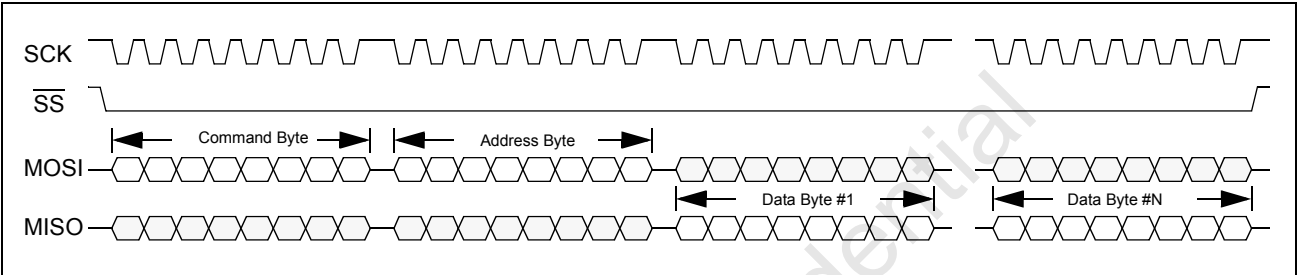 SCK
SS
Command Byte
Address Byte
MOSI
Data Byte #1
Data Byte #N
MISO